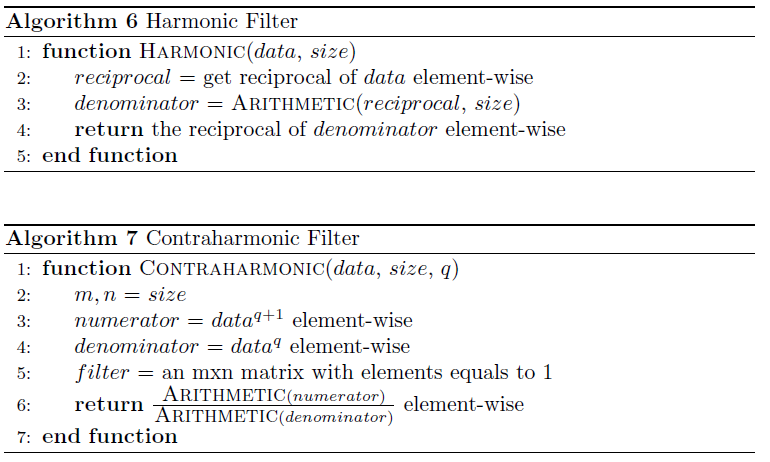 Algorithm 6 Harmonic Filter
1: function HARMONIC(data, size)
2: reciprocal = get reciprocal of data element-wise
3: denominator = ARITHMETIC(reciprocal, size)
4: return the reciprocal of denominator element-wise
5: end function
Algorithm 7 Contraharmonic Filter
1: function CONTRAHARMONIC(data, size, q)
2: m, n = size
3: numerator = data^{q+1} element-wise
4: denominator = data^{q} element-wise
5: filter = an mxn matrix with elements equals to 1
6: return \frac{ARITHMETIC(numerator)}{ARITHMETIC(denominator)} element-wise
7: end function